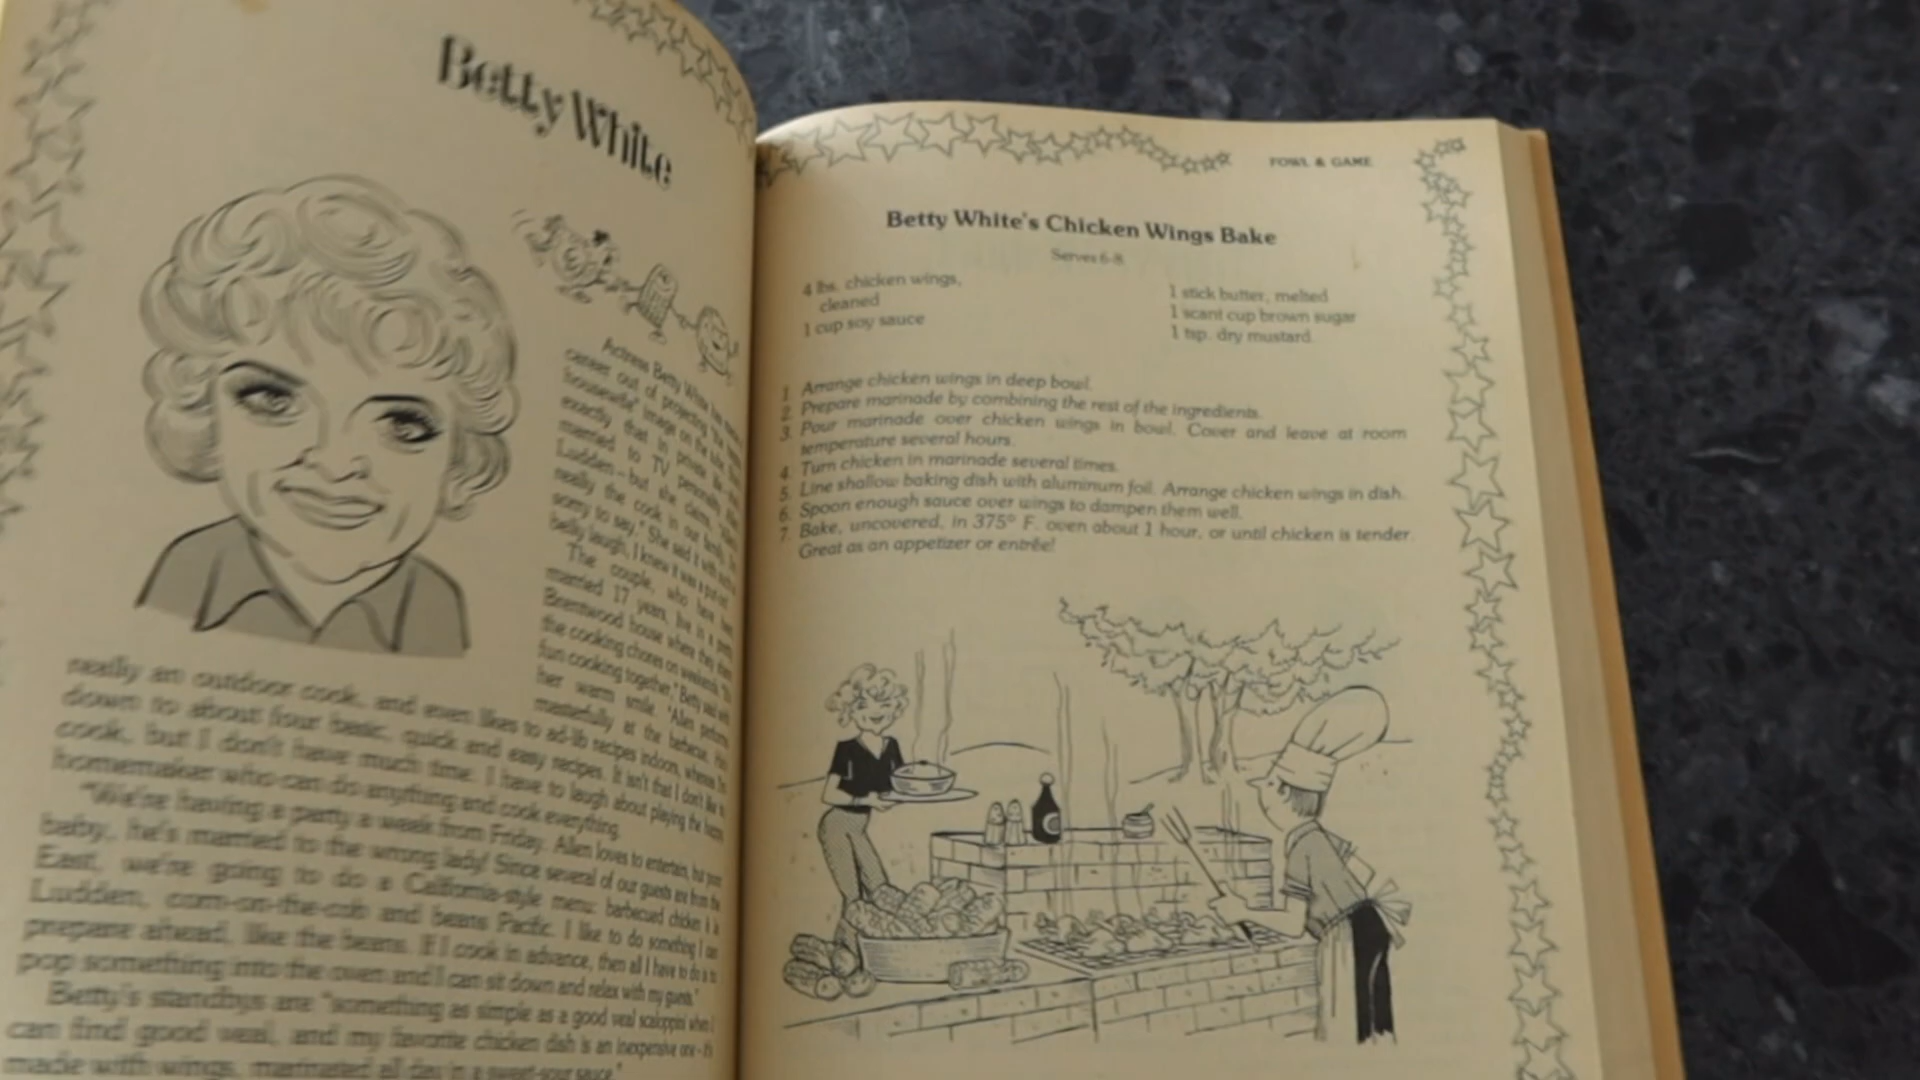 Betty White
Actress Betty White has
career out of projecting
housewife" image on the tube.
exactly that in private life
married to TV personality Allen
Ludden – but she claims,
really the cook in our family,
sorry to say." She said it with such a
belly laugh, I knew it was a put-on!
The couple, who have been
married 17 years, live in a pretty
Brentwood house where they share
the cooking chores on weekends.
fun cooking together," Betty said with
her warm smile. "Allen performs
masterfully at the barbecue.
really an outdoor cook, and even likes to ad-lib recipes indoors, whereas I'm
down to about four basic, quick and easy recipes. It isn't that I don't like to
cook, but I don't have much time. I have to laugh about playing the happy
homemaker who can do anything and cook everything.
"We're having a party a week from Friday. Allen loves to entertain, but poor
baby, he's married to the wrong lady! Since several of our guests are from the
East, we're going to do a California-style menu: barbecued chicken à la
Ludden, corn-on-the-cob and beans Pacific. I like to do something I can
prepare ahead, like the beans. If I cook in advance, then all I have to do is to
pop something into the oven and I can sit down and relax with my guests."
Betty's standbys are "something as simple as a good veal scaloppini when I
can find good veal, and my favorite chicken dish is an inexpensive one – it's
made with wings, marinated all day in a sweet-sour sauce."
FOWL & GAME
Betty White's Chicken Wings Bake
Serves 6-8
4 lbs. chicken wings,
cleaned
1 cup soy sauce
1 stick butter, melted
1 scant cup brown sugar
1 tsp. dry mustard
1. Arrange chicken wings in deep bowl.
2. Prepare marinade by combining the rest of the ingredients.
3. Pour marinade over chicken wings in bowl. Cover and leave at room
temperature several hours.
4. Turn chicken in marinade several times.
5. Line shallow baking dish with aluminum foil. Arrange chicken wings in dish.
6. Spoon enough sauce over wings to dampen them well.
7. Bake, uncovered, in 375° F. oven about 1 hour, or until chicken is tender.
Great as an appetizer or entrée!